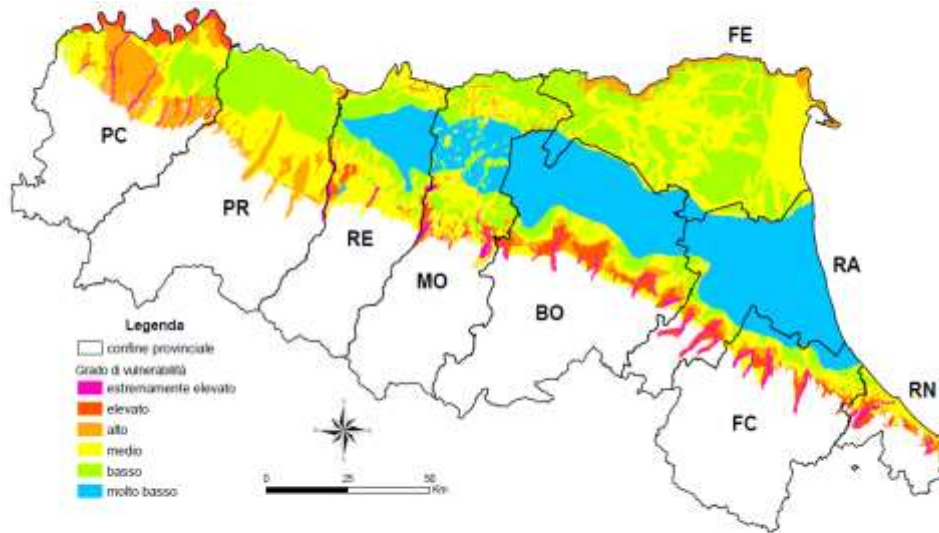 FE
PC
PR
RE
RA
MO
BO
RN
FC
Legenda
confine provinciale
Grado di vulnerabilità
estremamente elevato
elevato
alto
medio
basso
molto basso
0 25 50
Km